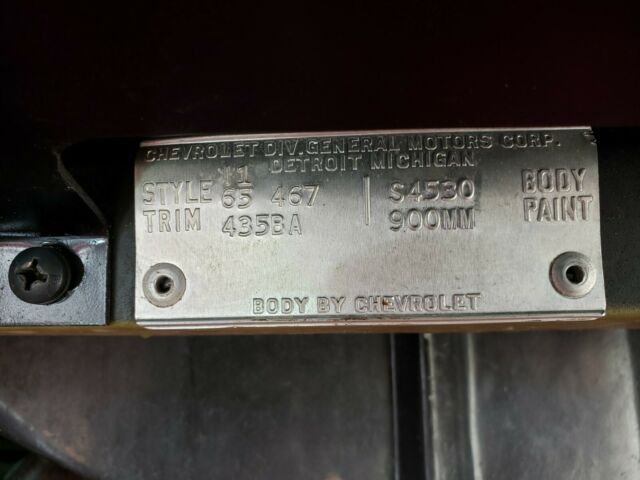 CHEVROLET DIV. GENERAL MOTORS CORP.
DETROIT MICHIGAN
11
STYLE 65 467 S4530 BODY
TRIM 435BA 900MM PAINT
BODY BY CHEVROLET